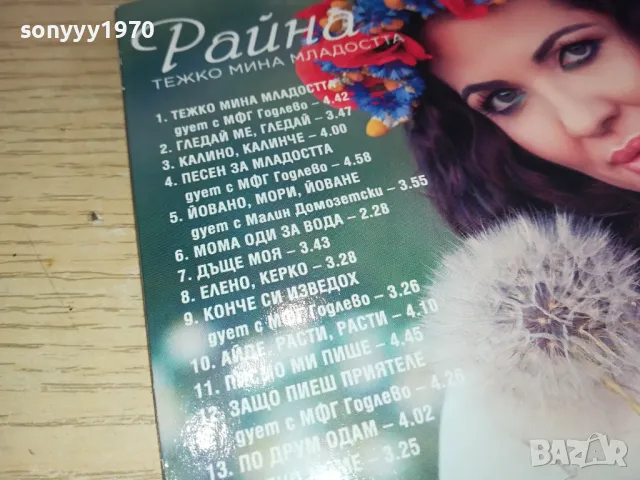 sonyyy1970
Райна
ТЕЖКО МИНА МЛАДОСТТА
1. ТЕЖКО МИНА МЛАДОСТТА
дует с МФГ Годлево – 4.42
2. ГЛЕДАЙ МЕ, ГЛЕДАЙ – 3.47
3. КАЛИНО, КАЛИНЧЕ – 4.00
4. ПЕСЕН ЗА МЛАДОСТТА
дует с МФГ Годлево – 4.58
5. ЙОВАНО, МОРИ, ЙОВАНЕ
дует с Малин Домозетски – 3.55
6. МОМА ОДИ ЗА ВОДА – 2.28
7. ДЪЩЕ МОЯ – 3.43
8. ЕЛЕНО, КЕРКО – 3.28
9. КОНЧЕ СИ ИЗВЕДОХ
дует с МФГ Годлево – 3.26
10. АЙДЕ, РАСТИ, РАСТИ – 4.10
11. МИ ПИШЕ – 4.45
12. ЗАЩО ПИЕШ ПРИЯТЕЛЕ
дует с МФГ Годлево – 4.26
13. ПО ДРУМ ОДАМ – 4.02
– 3.25
bazar